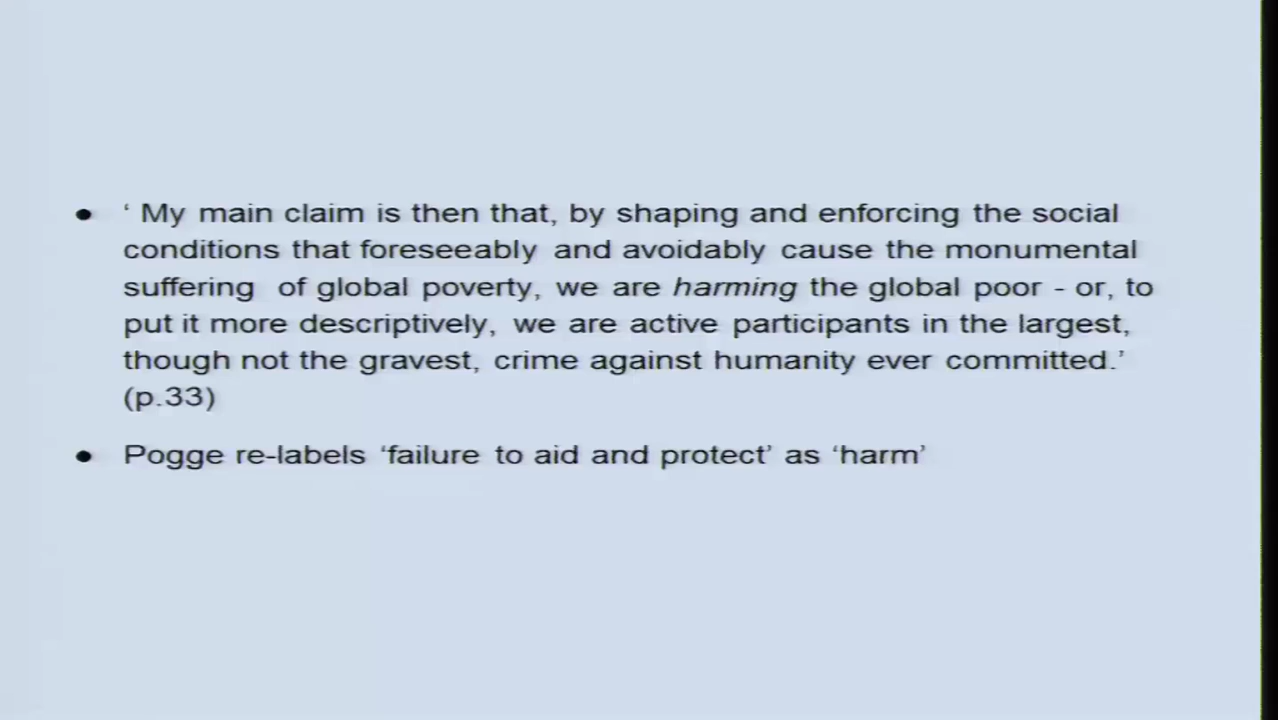 • ‘ My main claim is then that, by shaping and enforcing the social
conditions that foreseeably and avoidably cause the monumental
suffering of global poverty, we are harming the global poor - or, to
put it more descriptively, we are active participants in the largest,
though not the gravest, crime against humanity ever committed.’
(p.33)
• Pogge re-labels ‘failure to aid and protect’ as ‘harm’